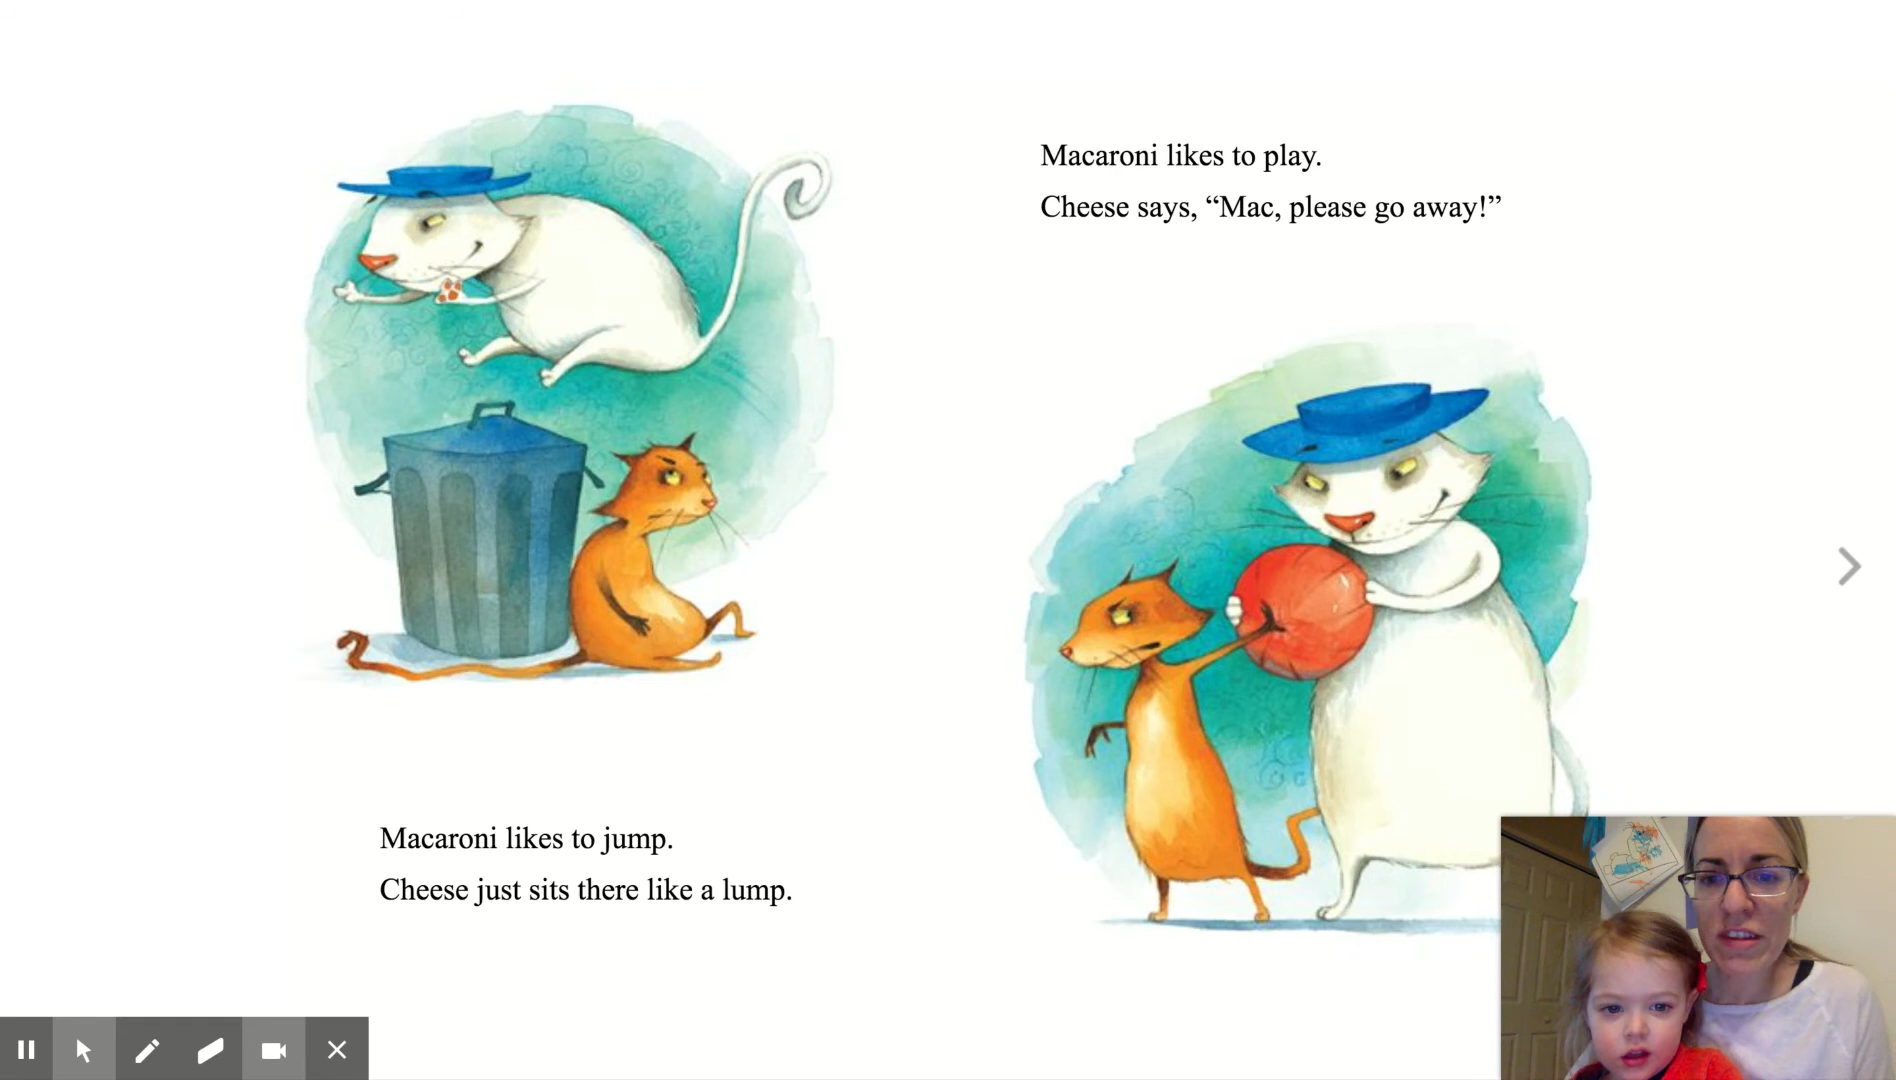 Macaroni likes to jump.
Cheese just sits there like a lump.
Macaroni likes to play.
Cheese says, “Mac, please go away!”